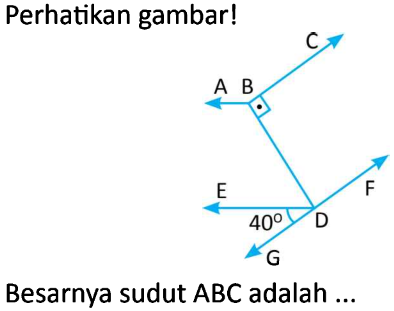 Perhatikan gambar!
C
A B
E
F
40° D
G
Besarnya sudut ABC adalah ...